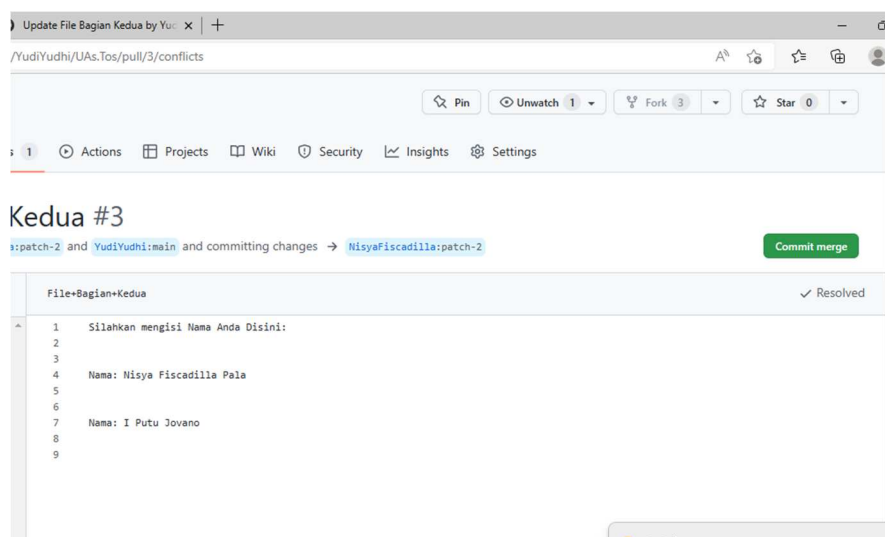 Update File Bagian Kedua by Yu
/YudiYudhi/UAs.Tos/pull/3/conflicts
Pin Unwatch 1 Fork 3 Star 0
s 1 Actions Projects Wiki Security Insights Settings
Kedua #3
:patch-2 and YudiYudhi:main and committing changes → NisyaFiscadilla:patch-2 Commit merge
File+Bagian+Kedua Resolved
1 Silahkan mengisi Nama Anda Disini:
2
3
4 Nama: Nisya Fiscadilla Pala
5
6
7 Nama: I Putu Jovano
8
9